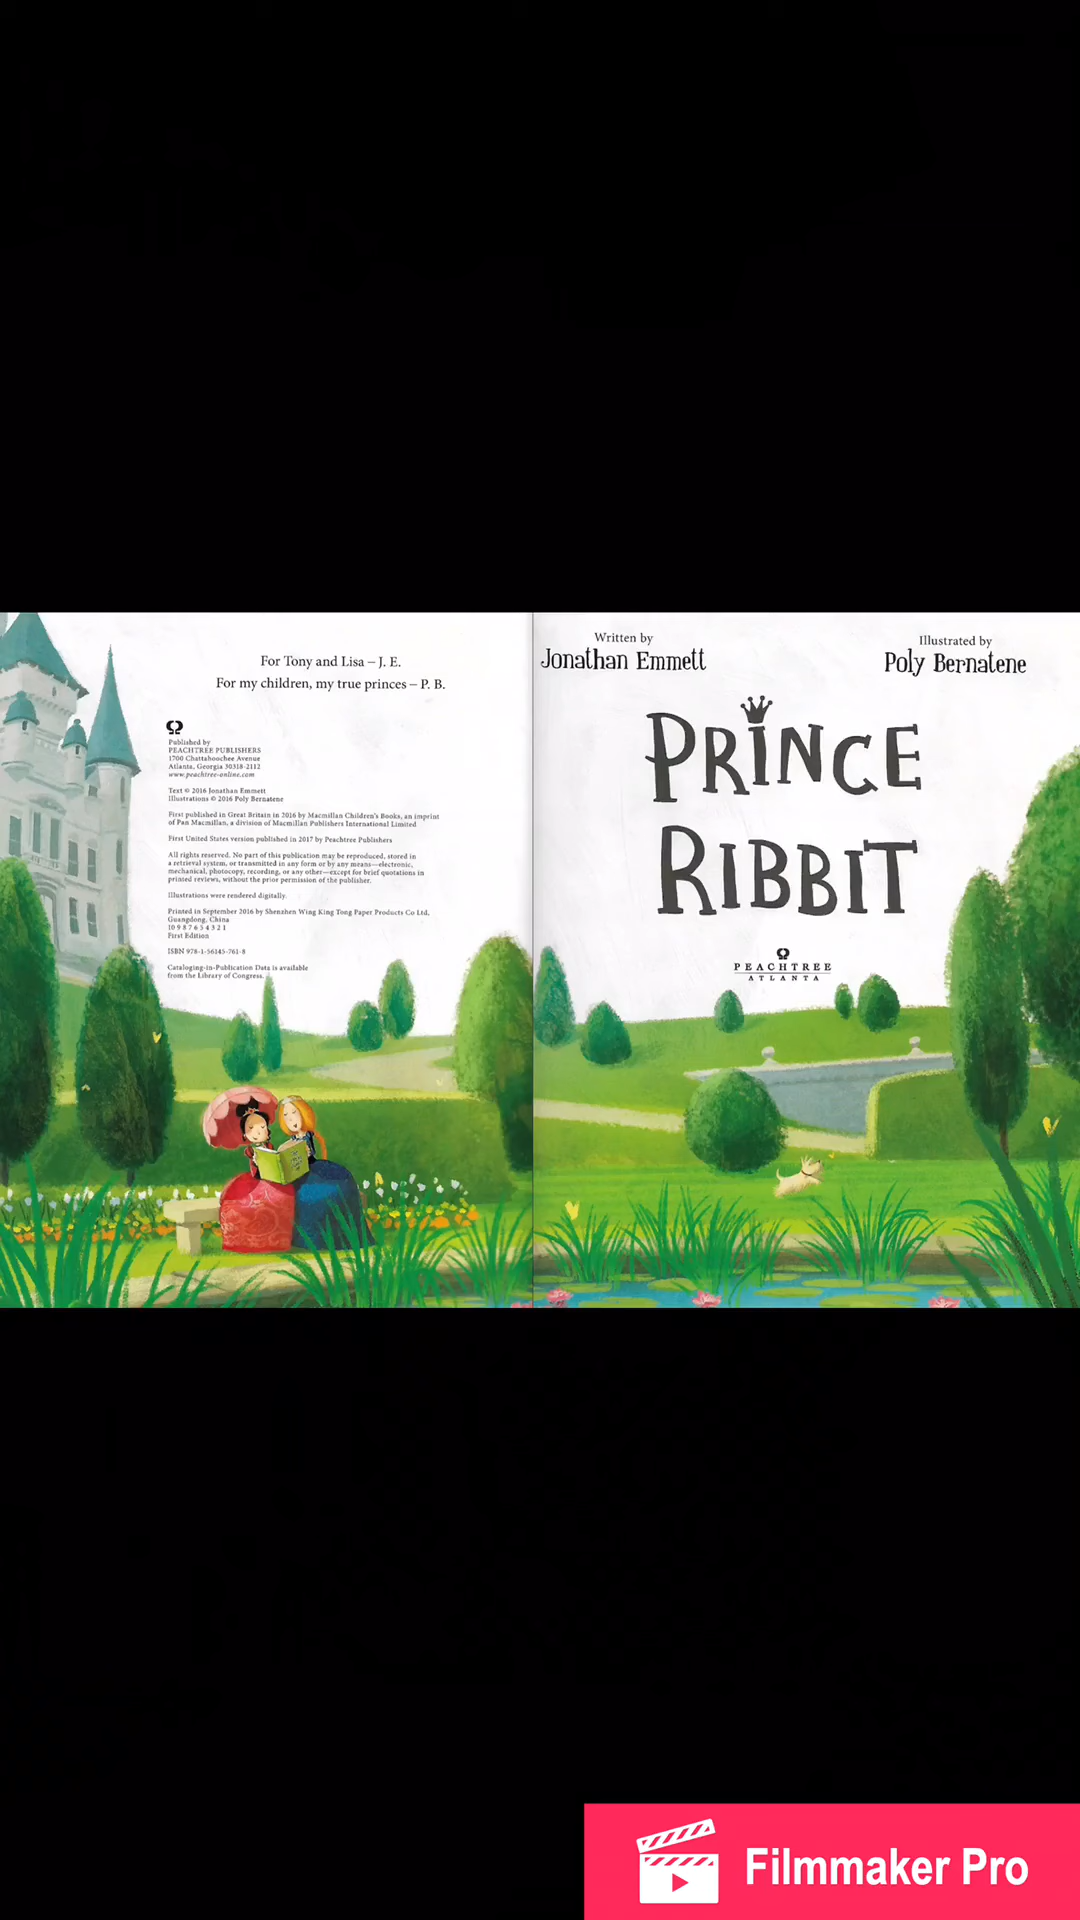 For Tony and Lisa – J. E.
For my children, my true princes – P. B.
Published by
PEACHTREE PUBLISHERS
1700 Chattahoochee Avenue
Atlanta, Georgia 30318-2112
www.peachtree-online.com
Text © 2016 Jonathan Emmett
Illustrations © 2016 Poly Bernatene
First published in Great Britain in 2016 by Macmillan Children's Books, an imprint
of Pan Macmillan, a division of Macmillan Publishers International Limited
First United States version published in 2017 by Peachtree Publishers
All rights reserved. No part of this publication may be reproduced, stored in
a retrieval system, or transmitted in any form or by any means—electronic,
mechanical, photocopy, recording, or any other—except for brief quotations in
printed reviews, without the prior permission of the publisher.
Illustrations were rendered digitally.
Printed in September 2016 by Shenzhen Wing King Tong Paper Products Co Ltd,
Guangdong, China
10 9 8 7 6 5 4 3 2 1
First Edition
ISBN 978-1-56145-761-8
Cataloging-in-Publication Data is available
from the Library of Congress.
Written by
Jonathan Emmett
Illustrated by
Poly Bernatene
PRINCE
RIBBIT
PEACHTREE
ATLANTA
Filmmaker Pro